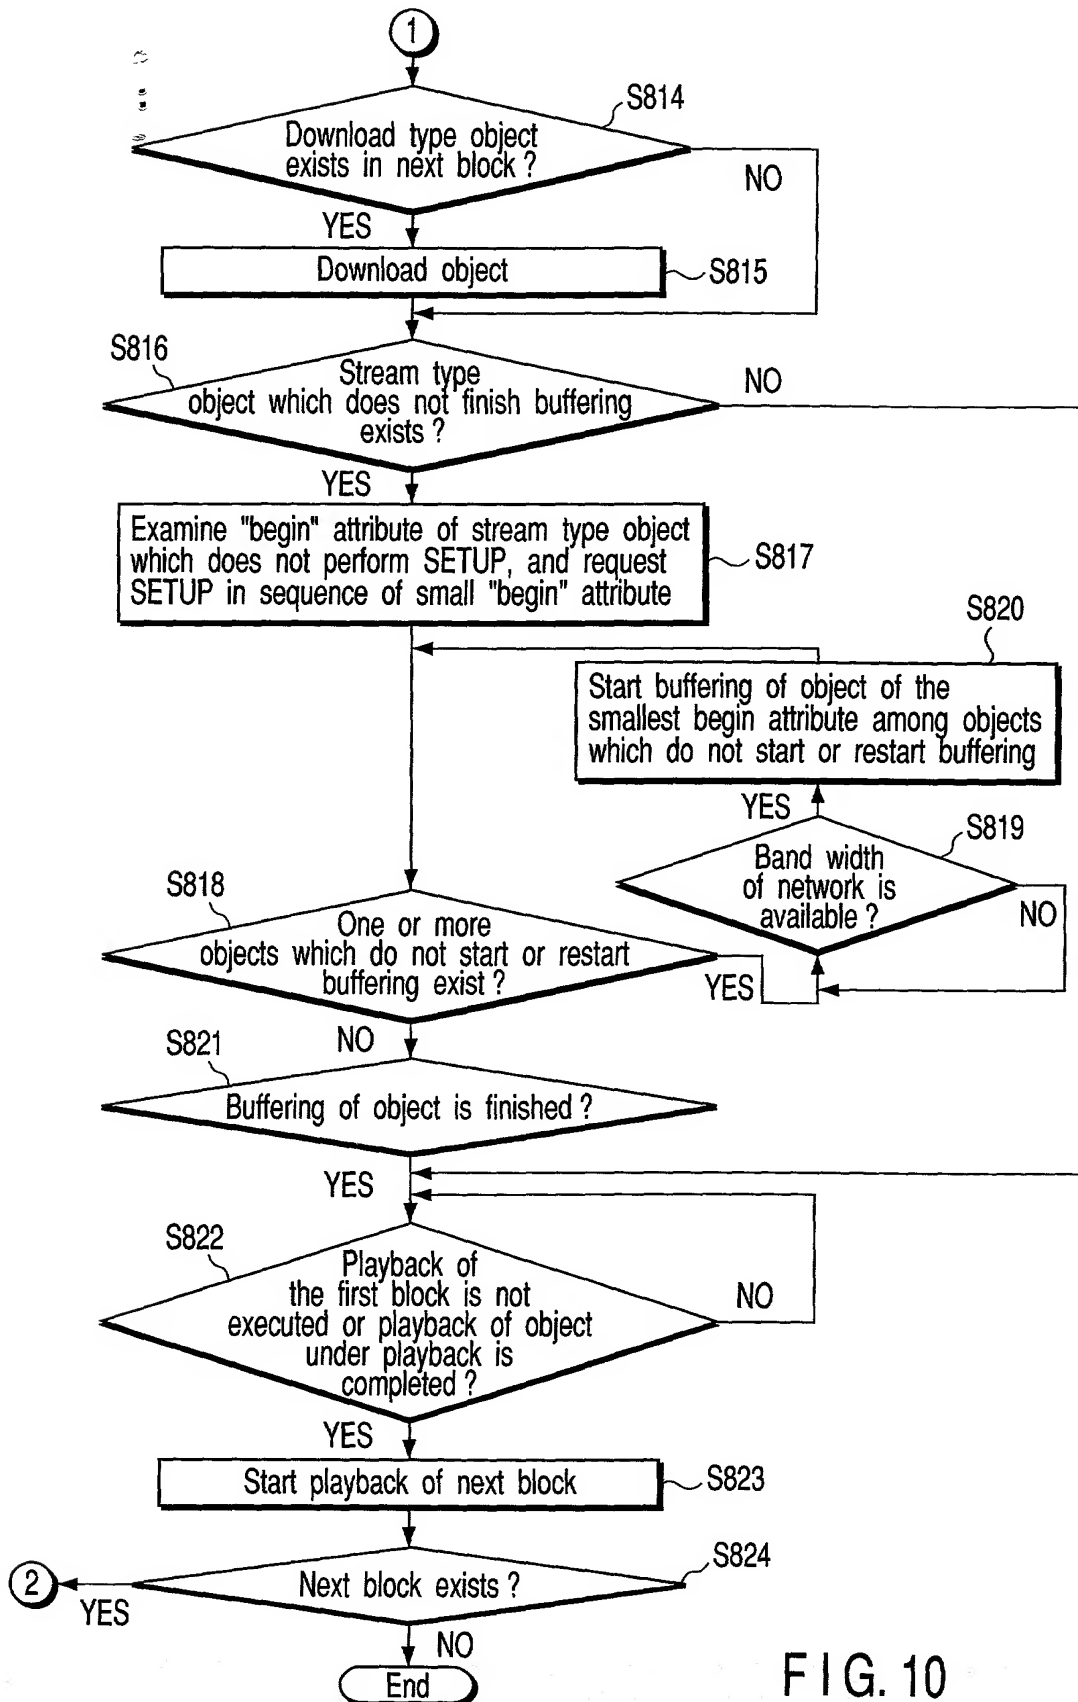 1
S814
Download type object
exists in next block ?
NO
YES
Download object
S815
S816
Stream type
object which does not finish buffering
exists ?
NO
YES
Examine "begin" attribute of stream type object
which does not perform SETUP, and request
SETUP in sequence of small "begin" attribute
S817
S820
Start buffering of object of the
smallest begin attribute among objects
which do not start or restart buffering
YES
S819
Band width
of network is
available ?
NO
S818
One or more
objects which do not start or restart
buffering exist ?
YES
NO
S821
Buffering of object is finished ?
YES
S822
Playback of
the first block is not
executed or playback of object
under playback is
completed ?
NO
YES
Start playback of next block
S823
S824
Next block exists ?
2
YES
NO
End
FIG. 10